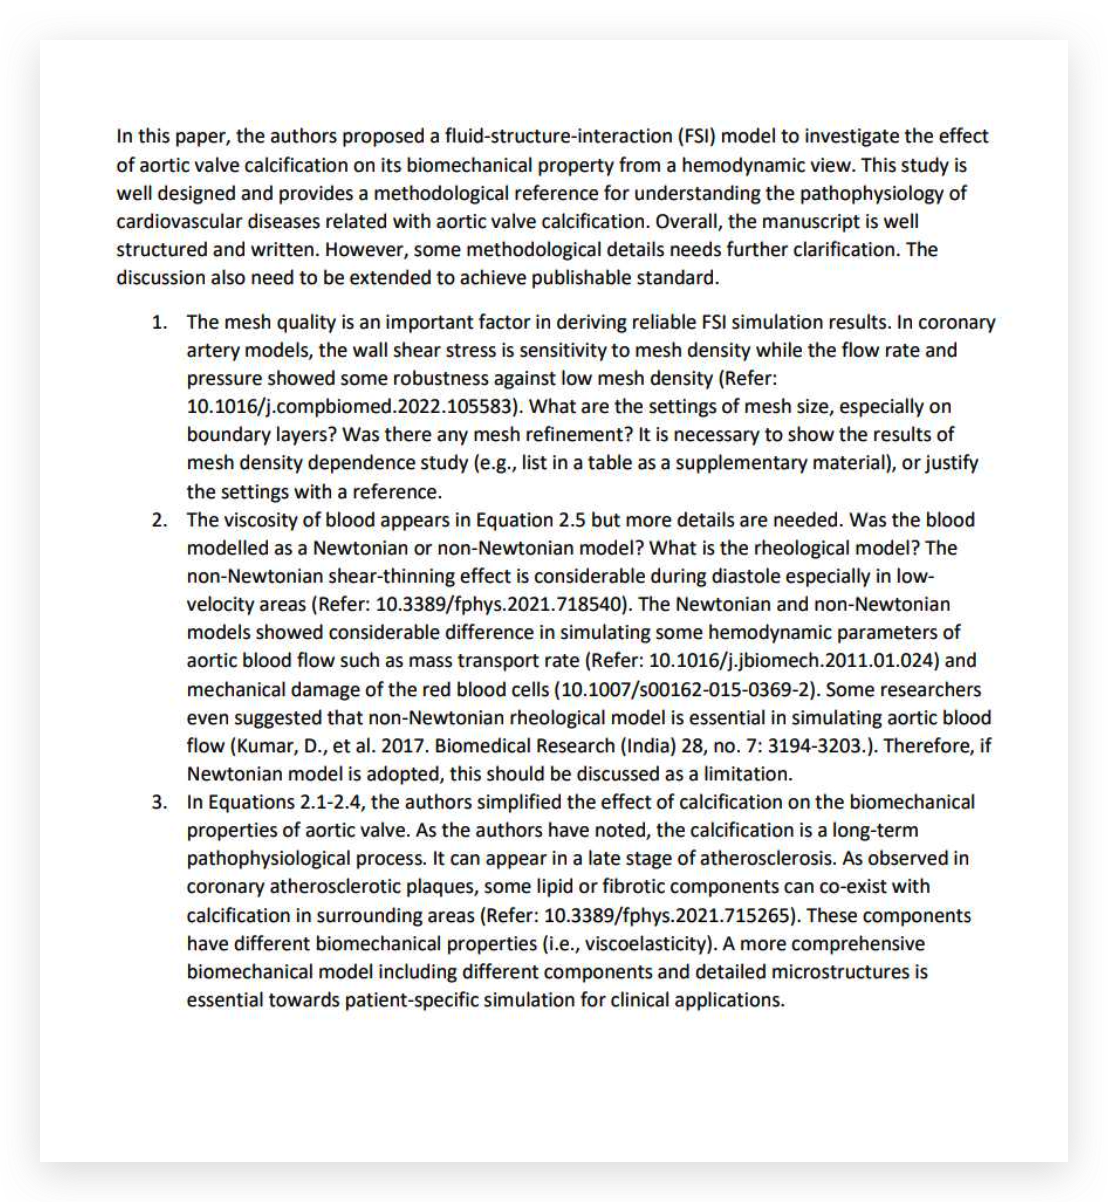 In this paper, the authors proposed a fluid-structure-interaction (FSI) model to investigate the effect
of aortic valve calcification on its biomechanical property from a hemodynamic view. This study is
well designed and provides a methodological reference for understanding the pathophysiology of
cardiovascular diseases related with aortic valve calcification. Overall, the manuscript is well
structured and written. However, some methodological details needs further clarification. The
discussion also need to be extended to achieve publishable standard.
1. The mesh quality is an important factor in deriving reliable FSI simulation results. In coronary
artery models, the wall shear stress is sensitivity to mesh density while the flow rate and
pressure showed some robustness against low mesh density (Refer:
10.1016/j.compbiomed.2022.105583). What are the settings of mesh size, especially on
boundary layers? Was there any mesh refinement? It is necessary to show the results of
mesh density dependence study (e.g., list in a table as a supplementary material), or justify
the settings with a reference.
2. The viscosity of blood appears in Equation 2.5 but more details are needed. Was the blood
modelled as a Newtonian or non-Newtonian model? What is the rheological model? The
non-Newtonian shear-thinning effect is considerable during diastole especially in low-
velocity areas (Refer: 10.3389/fphys.2021.718540). The Newtonian and non-Newtonian
models showed considerable difference in simulating some hemodynamic parameters of
aortic blood flow such as mass transport rate (Refer: 10.1016/j.jbiomech.2011.01.024) and
mechanical damage of the red blood cells (10.1007/s00162-015-0369-2). Some researchers
even suggested that non-Newtonian rheological model is essential in simulating aortic blood
flow (Kumar, D., et al. 2017. Biomedical Research (India) 28, no. 7: 3194-3203.). Therefore, if
Newtonian model is adopted, this should be discussed as a limitation.
3. In Equations 2.1-2.4, the authors simplified the effect of calcification on the biomechanical
properties of aortic valve. As the authors have noted, the calcification is a long-term
pathophysiological process. It can appear in a late stage of atherosclerosis. As observed in
coronary atherosclerotic plaques, some lipid or fibrotic components can co-exist with
calcification in surrounding areas (Refer: 10.3389/fphys.2021.715265). These components
have different biomechanical properties (i.e., viscoelasticity). A more comprehensive
biomechanical model including different components and detailed microstructures is
essential towards patient-specific simulation for clinical applications.